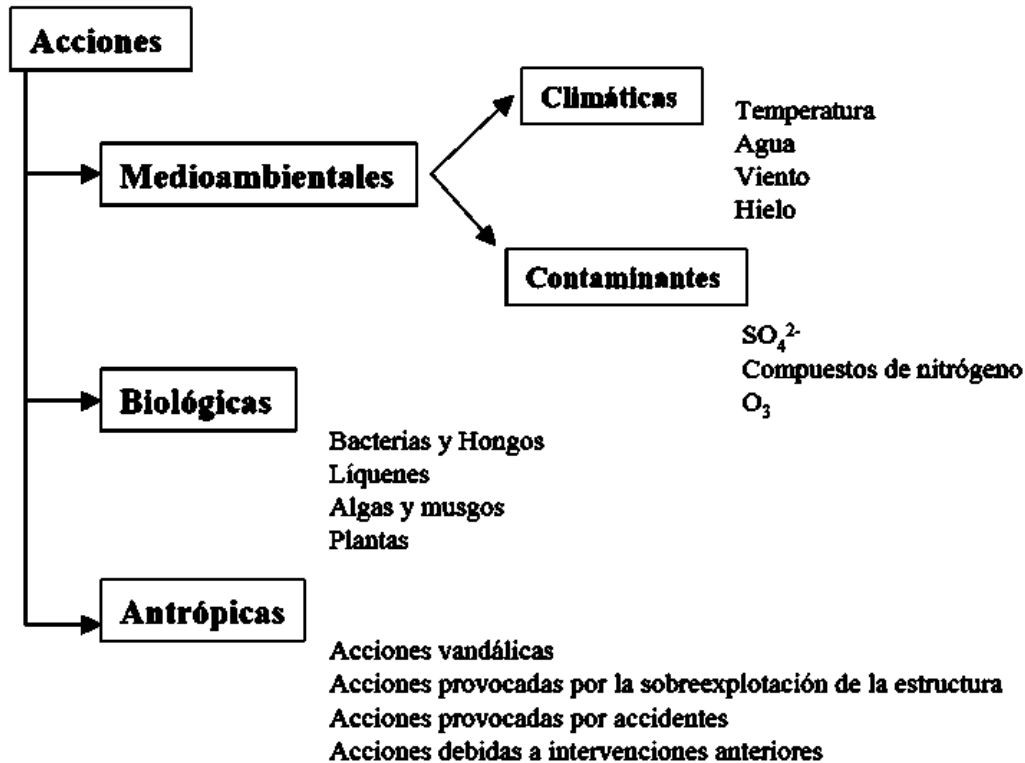 Acciones
Climáticas
Temperatura
Agua
Viento
Hielo
Medioambientales
Contaminantes
SO₄²⁻
Compuestos de nitrógeno
O₃
Biológicas
Bacterias y Hongos
Líquenes
Algas y musgos
Plantas
Antrópicas
Acciones vandálicas
Acciones provocadas por la sobreexplotación de la estructura
Acciones provocadas por accidentes
Acciones debidas a intervenciones anteriores